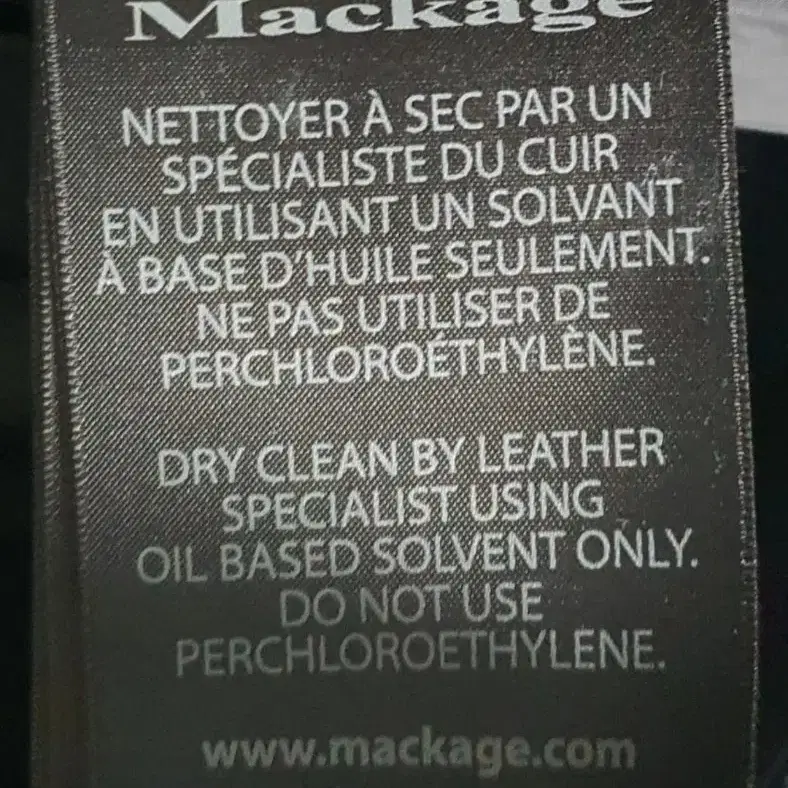 Mackage
NETTOYER À SEC PAR UN
SPÉCIALISTE DU CUIR
EN UTILISANT UN SOLVANT
À BASE D'HUILE SEULEMENT.
NE PAS UTILISER DE
PERCHLOROÉTHYLÈNE.
DRY CLEAN BY LEATHER
SPECIALIST USING
OIL BASED SOLVENT ONLY.
DO NOT USE
PERCHLOROETHYLENE.
www.mackage.com